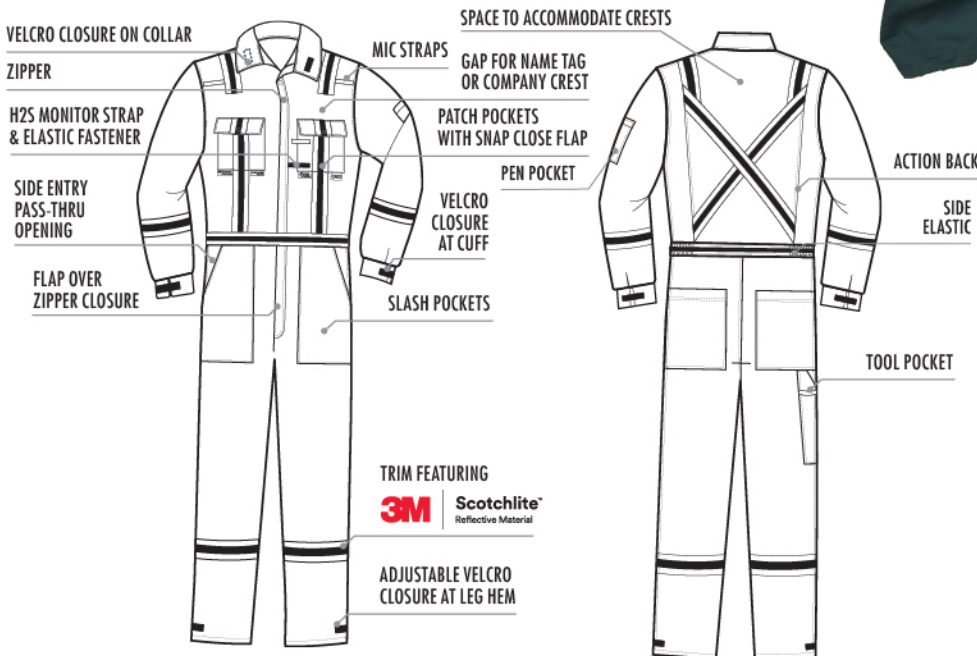 VELCRO CLOSURE ON COLLAR
ZIPPER
H2S MONITOR STRAP
& ELASTIC FASTENER
SIDE ENTRY
PASS-THRU
OPENING
FLAP OVER
ZIPPER CLOSURE
SPACE TO ACCOMMODATE CRESTS
MIC STRAPS
GAP FOR NAME TAG
OR COMPANY CREST
PATCH POCKETS
WITH SNAP CLOSE FLAP
PEN POCKET
VELCRO
CLOSURE
AT CUFF
SLASH POCKETS
ACTION BACK
SIDE
ELASTIC
TOOL POCKET
TRIM FEATURING
3M Scotchlite™
Reflective Material
ADJUSTABLE VELCRO
CLOSURE AT LEG HEM